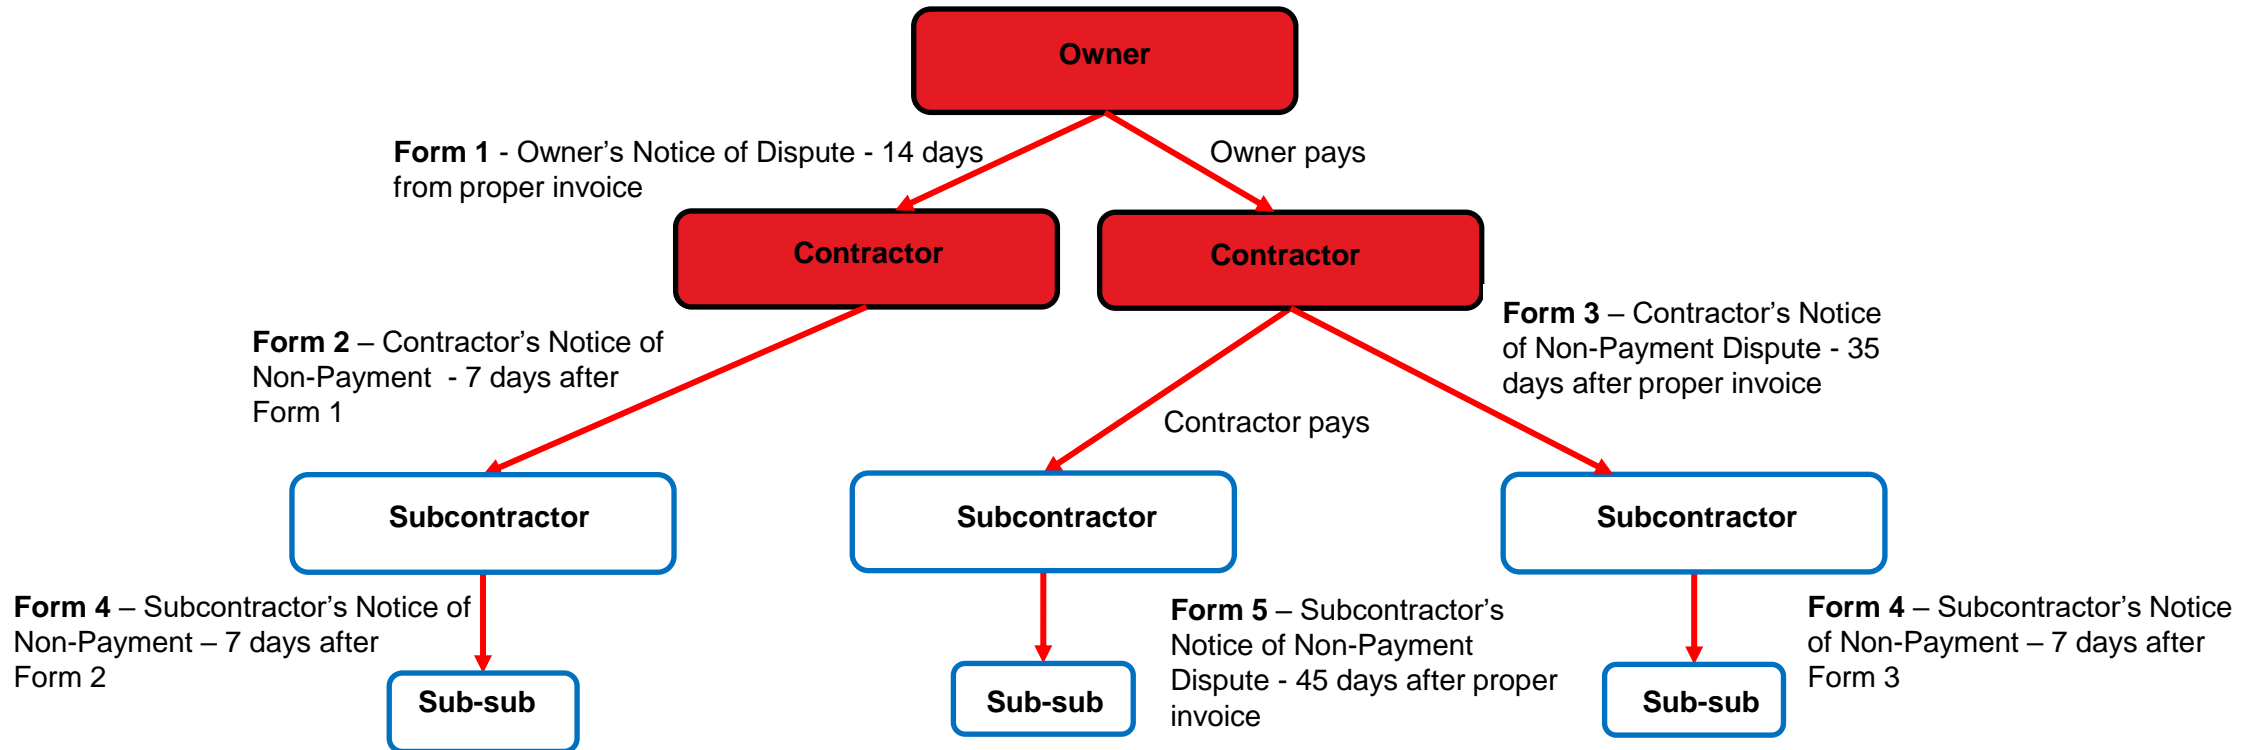 Owner
Form 1 - Owner’s Notice of Dispute - 14 days
from proper invoice
Owner pays
Contractor
Contractor
Form 2 – Contractor’s Notice of
Non-Payment  - 7 days after
Form 1
Form 3 – Contractor’s Notice
of Non-Payment Dispute - 35
days after proper invoice
Contractor pays
Subcontractor
Subcontractor
Subcontractor
Form 4 – Subcontractor’s Notice of
Non-Payment – 7 days after
Form 2
Form 5 – Subcontractor’s
Notice of Non-Payment
Dispute - 45 days after proper
invoice
Form 4 – Subcontractor’s Notice
of Non-Payment – 7 days after
Form 3
Sub-sub
Sub-sub
Sub-sub